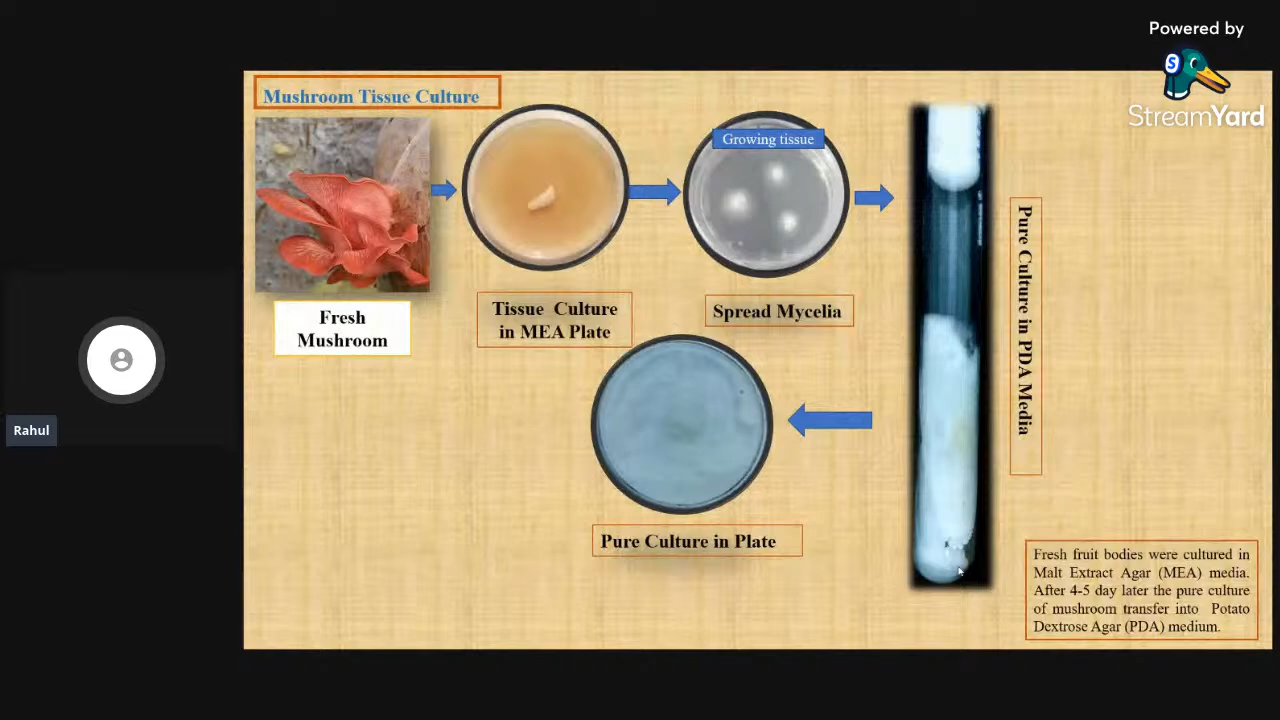 Powered by
StreamYard
Mushroom Tissue Culture
Growing tissue
Fresh
Mushroom
Tissue Culture
in MEA Plate
Spread Mycelia
Pure Culture in PDA Media
Pure Culture in Plate
Fresh fruit bodies were cultured in
Malt Extract Agar (MEA) media.
After 4-5 day later the pure culture
of mushroom transfer into Potato
Dextrose Agar (PDA) medium.
Rahul